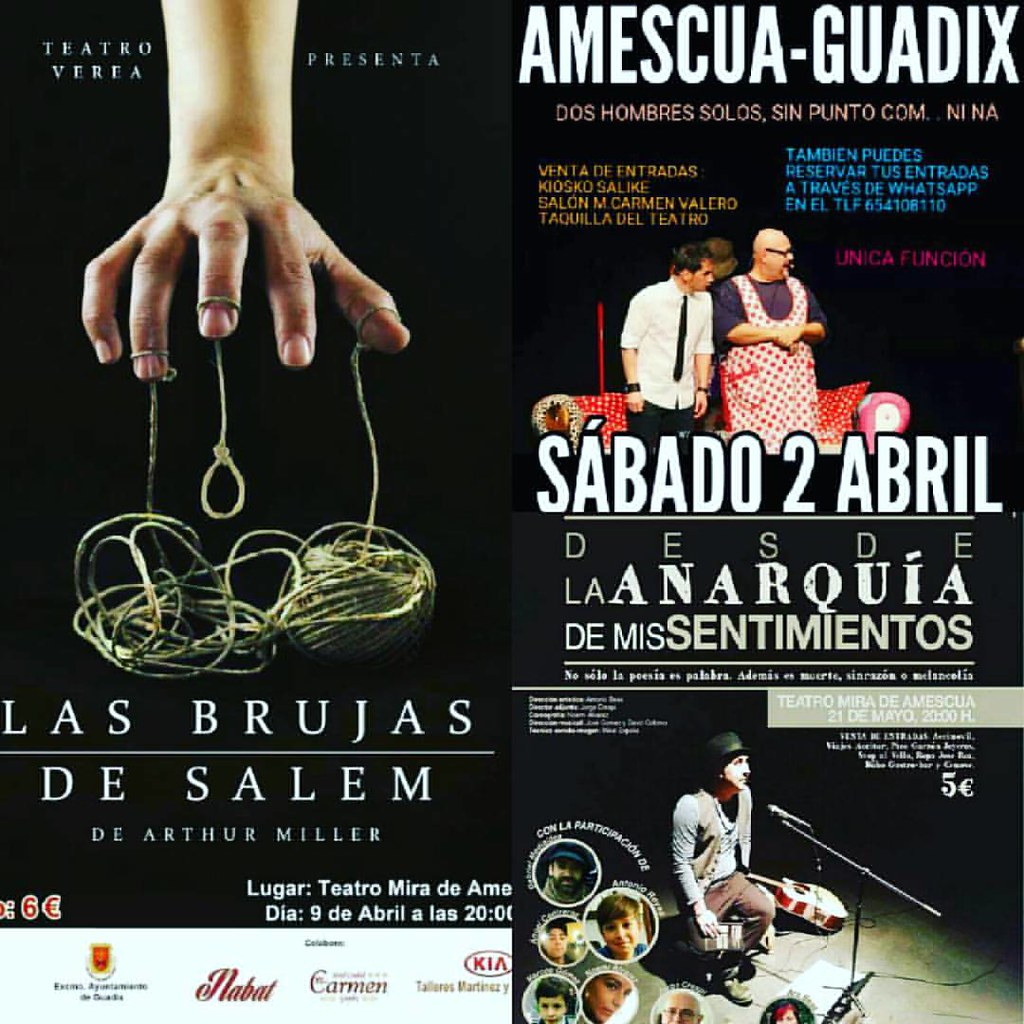 TEATRO
VEREA
PRESENTA
LAS BRUJAS
DE SALEM
DE ARTHUR MILLER
o: 6 €
Lugar: Teatro Mira de Ame
Día: 9 de Abril a las 20:00
Colabora:
Excmo. Ayuntamiento
de Guadix
Nabat
Carmen
KIA
Talleres Martínez y
AMESCUA-GUADIX
DOS HOMBRES SOLOS, SIN PUNTO COM. . NI NA
VENTA DE ENTRADAS :
KIOSKO SALIKE
SALÓN M.CARMEN VALERO
TAQUILLA DEL TEATRO
TAMBIEN PUEDES
RESERVAR TUS ENTRADAS
A TRAVÉS DE WHATSAPP
EN EL TLF 654108110
UNICA FUNCIÓN
SÁBADO 2 ABRIL
DESDE
LA ANARQUÍA
DE MIS SENTIMIENTOS
No sólo la poesía es palabra. Además es muerte, sinrazón o melancolía
TEATRO MIRA DE AMESCUA
21 DE MAYO, 20:00 H.
VENTA DE ENTRADAS:
5€
CON LA PARTICIPACIÓN DE